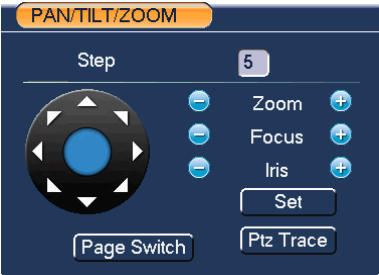 PAN/TILT/ZOOM
Step 5
Zoom
Focus
Iris
Set
Page Switch Ptz Trace